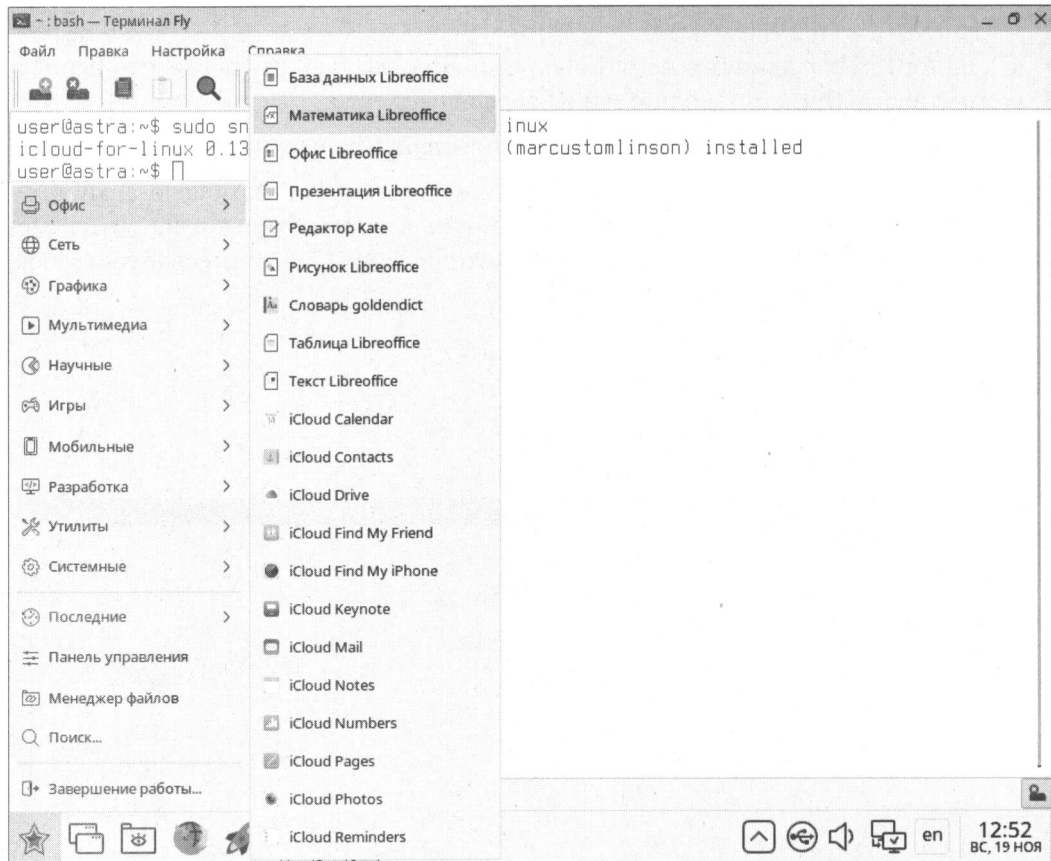 ~ : bash — Терминал Fly
Файл Правка Настройка Справка
user@astra:~$ sudo sn inux
icloud-for-linux 0.13 (marcustomlinson) installed
user@astra:~$
Офис
Сеть
Графика
Мультимедиа
Научные
Игры
Мобильные
Разработка
Утилиты
Системные
Последние
Панель управления
Менеджер файлов
Поиск...
Завершение работы...
База данных Libreoffice
Математика Libreoffice
Офис Libreoffice
Презентация Libreoffice
Редактор Kate
Рисунок Libreoffice
Словарь goldendict
Таблица Libreoffice
Текст Libreoffice
iCloud Calendar
iCloud Contacts
iCloud Drive
iCloud Find My Friend
iCloud Find My iPhone
iCloud Keynote
iCloud Mail
iCloud Notes
iCloud Numbers
iCloud Pages
iCloud Photos
iCloud Reminders
en
12:52
ВС, 19 НОЯ